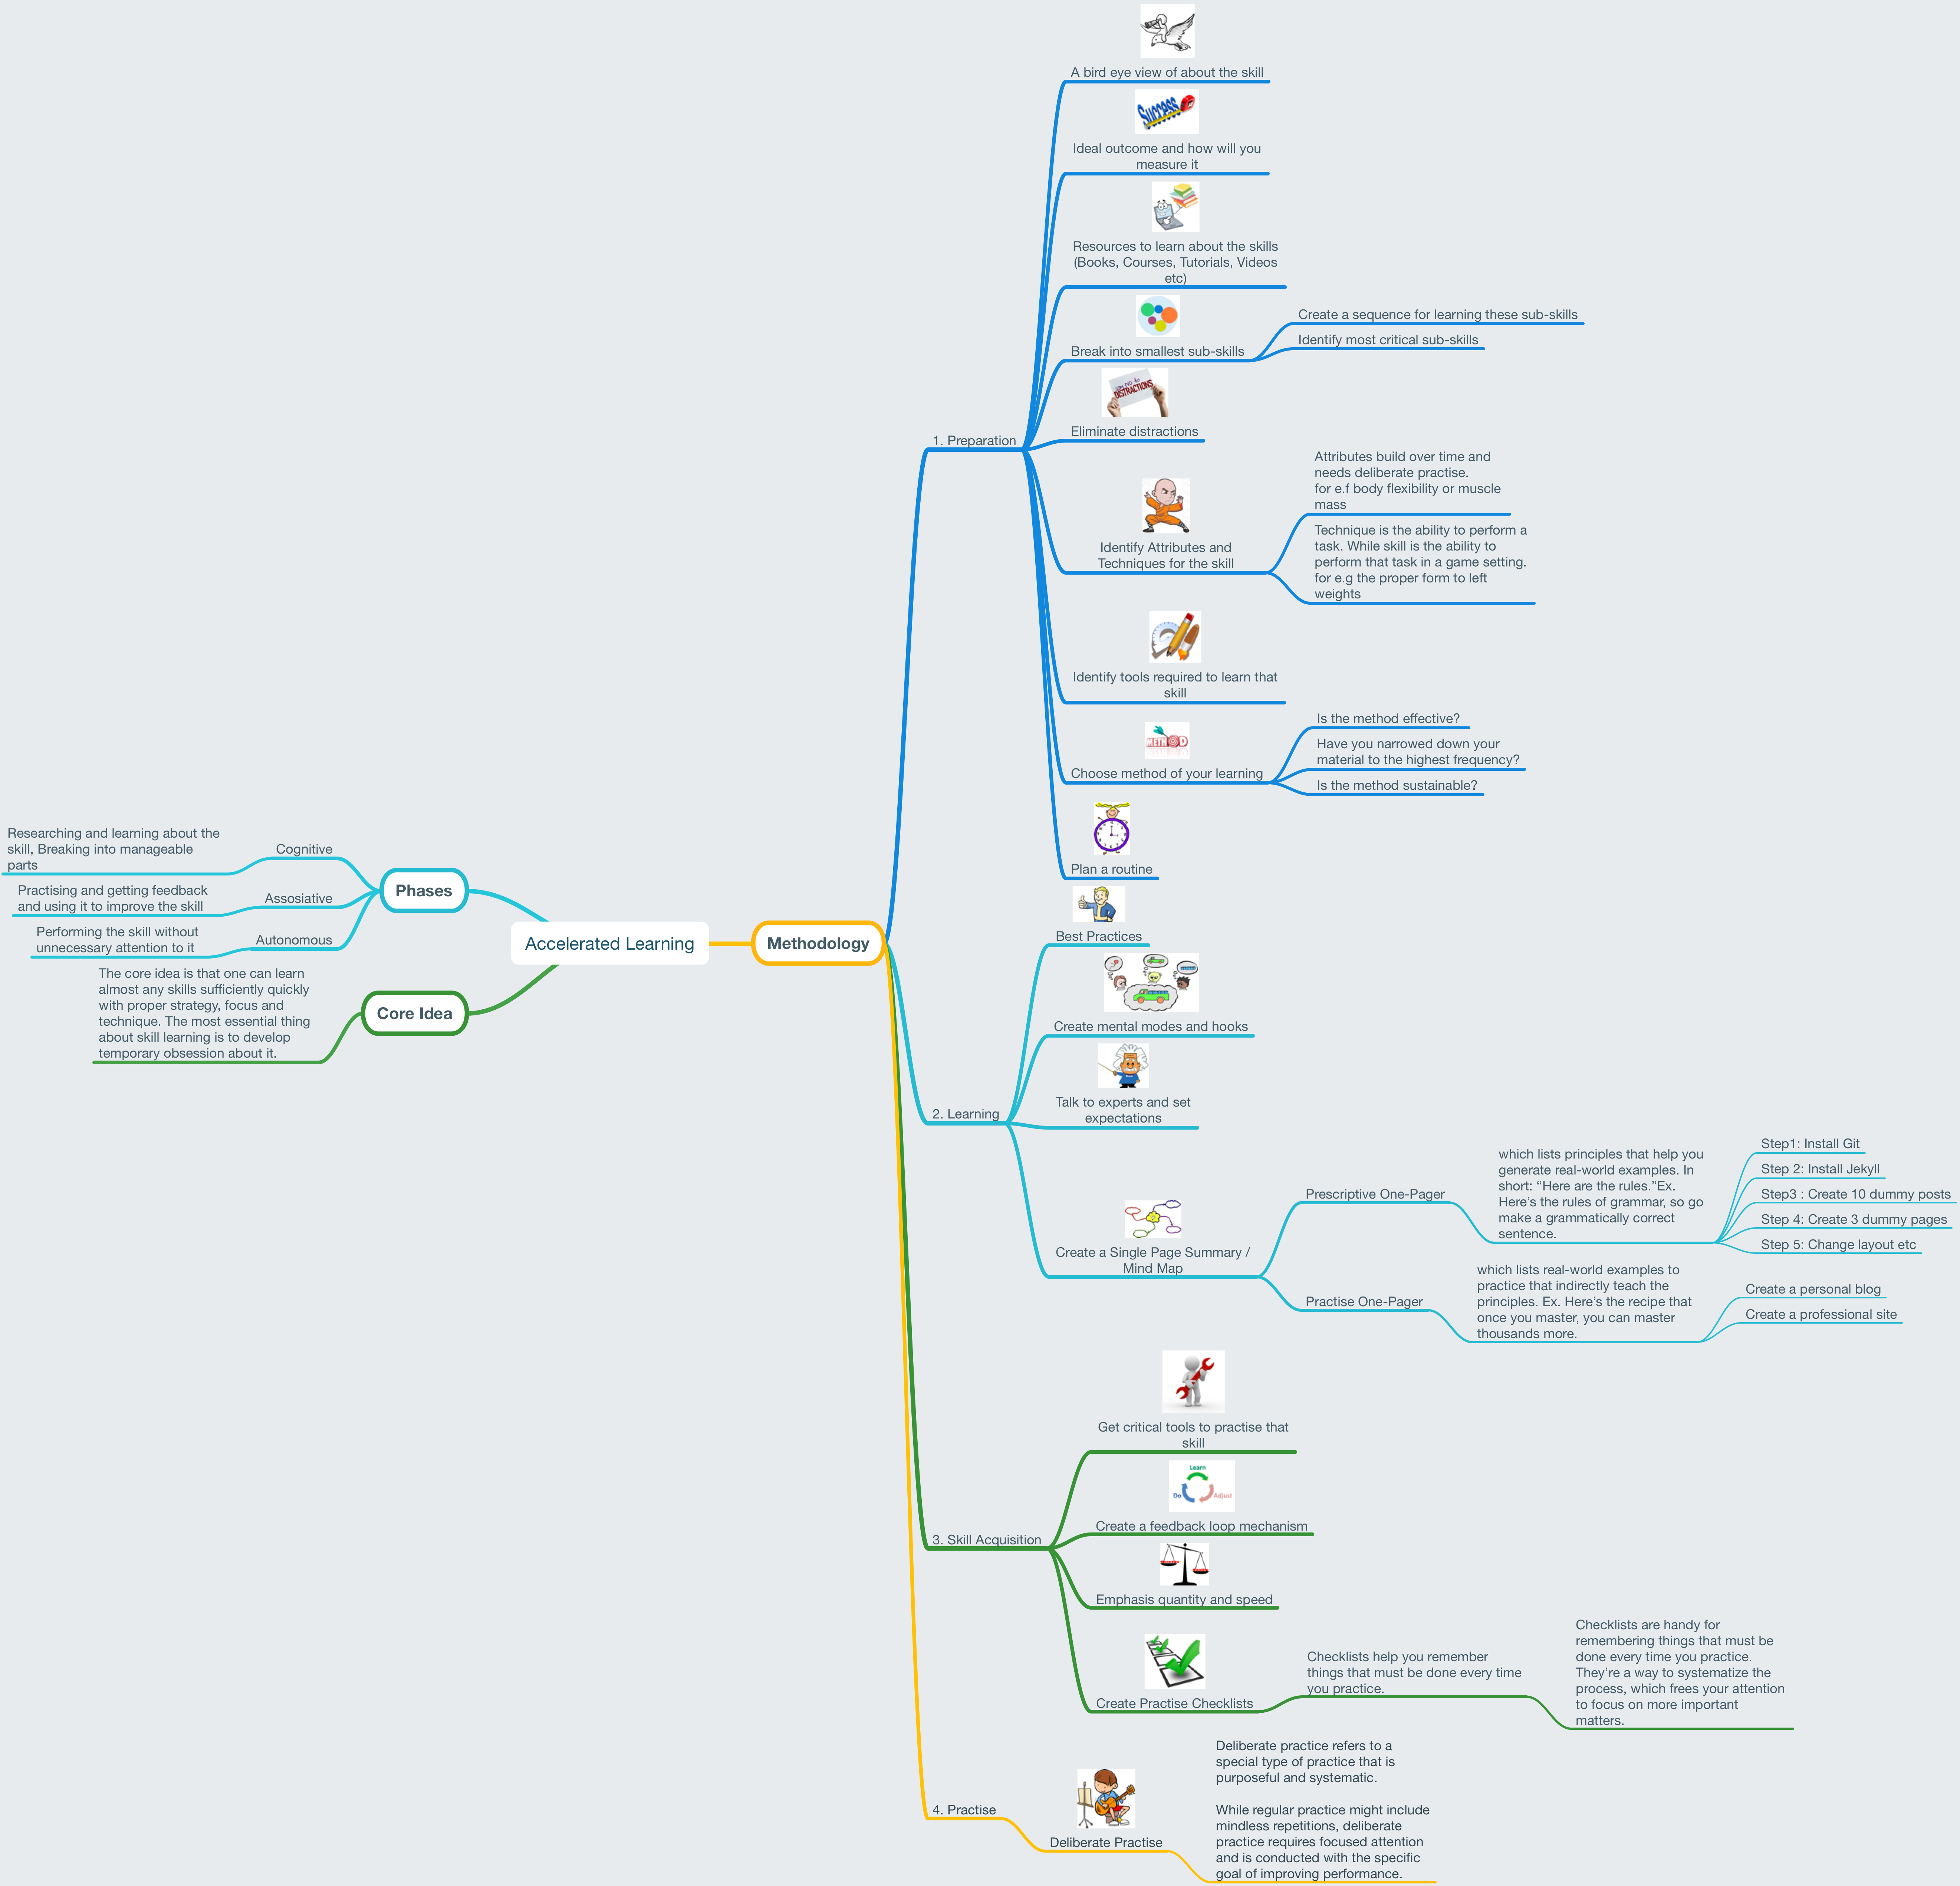 A bird eye view of about the skill
Success
Ideal outcome and how will you
measure it
Resources to learn about the skills
(Books, Courses, Tutorials, Videos
etc)
Break into smallest sub-skills
Create a sequence for learning these sub-skills
Identify most critical sub-skills
DISTRACTIONS
Eliminate distractions
1. Preparation
Identify Attributes and
Techniques for the skill
Attributes build over time and
needs deliberate practise.
for e.f body flexibility or muscle
mass
Technique is the ability to perform a
task. While skill is the ability to
perform that task in a game setting.
for e.g the proper form to left
weights
Identify tools required to learn that
skill
METHOD
Choose method of your learning
Is the method effective?
Have you narrowed down your
material to the highest frequency?
Is the method sustainable?
Plan a routine
Researching and learning about the
skill, Breaking into manageable
parts
Cognitive
Practising and getting feedback
and using it to improve the skill
Assosiative
Performing the skill without
unnecessary attention to it
Autonomous
Phases
The core idea is that one can learn
almost any skills sufficiently quickly
with proper strategy, focus and
technique. The most essential thing
about skill learning is to develop
temporary obsession about it.
Core Idea
Accelerated Learning
Methodology
Best Practices
Create mental modes and hooks
Talk to experts and set
expectations
2. Learning
Create a Single Page Summary /
Mind Map
Prescriptive One-Pager
which lists principles that help you
generate real-world examples. In
short: “Here are the rules.”Ex.
Here’s the rules of grammar, so go
make a grammatically correct
sentence.
Step1: Install Git
Step 2: Install Jekyll
Step3 : Create 10 dummy posts
Step 4: Create 3 dummy pages
Step 5: Change layout etc
Practise One-Pager
which lists real-world examples to
practice that indirectly teach the
principles. Ex. Here’s the recipe that
once you master, you can master
thousands more.
Create a personal blog
Create a professional site
Get critical tools to practise that
skill
Learn
Do
Adjust
Create a feedback loop mechanism
3. Skill Acquisition
Emphasis quantity and speed
Create Practise Checklists
Checklists help you remember
things that must be done every time
you practice.
Checklists are handy for
remembering things that must be
done every time you practice.
They’re a way to systematize the
process, which frees your attention
to focus on more important
matters.
4. Practise
Deliberate Practise
Deliberate practice refers to a
special type of practice that is
purposeful and systematic.
While regular practice might include
mindless repetitions, deliberate
practice requires focused attention
and is conducted with the specific
goal of improving performance.